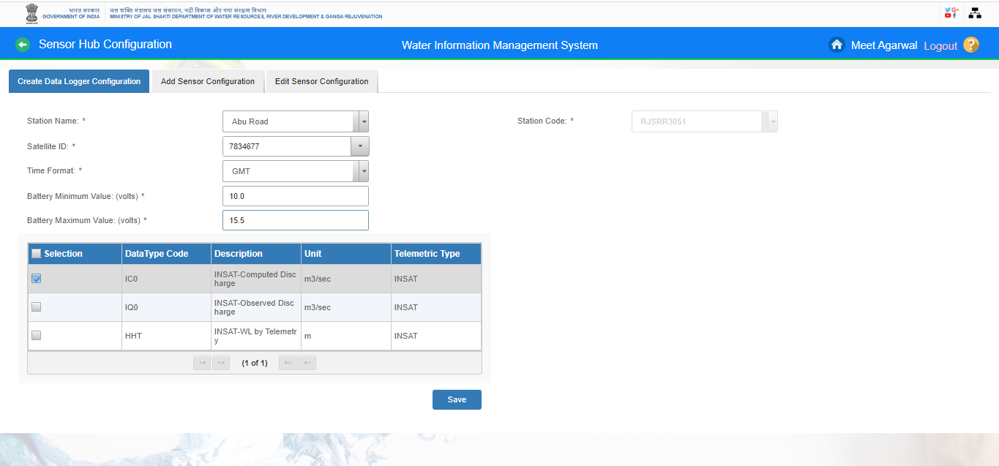 भारत सरकार
GOVERNMENT OF INDIA
जल शक्ति मंत्रालय जल संसाधन, नदी विकास और गंगा संरक्षण विभाग
MINISTRY OF JAL SHAKTI DEPARTMENT OF WATER RESOURCES, RIVER DEVELOPMENT & GANGA REJUVENATION
Sensor Hub Configuration
Water Information Management System
Meet Agarwal Logout ?
Create Data Logger Configuration
Add Sensor Configuration
Edit Sensor Configuration
Station Name: * Abu Road
Station Code: * RJSRR3051
Satellite ID: * 7834677
Time Format: * GMT
Battery Minimum Value: (volts) * 10.0
Battery Maximum Value: (volts) * 15.5
Selection DataType Code Description Unit Telemetric Type
IC0 INSAT-Computed Disc
harge m3/sec INSAT
IQ0 INSAT-Observed Disc
harge m3/sec INSAT
HHT INSAT-WL by Telemetr
y m INSAT
(1 of 1)
Save